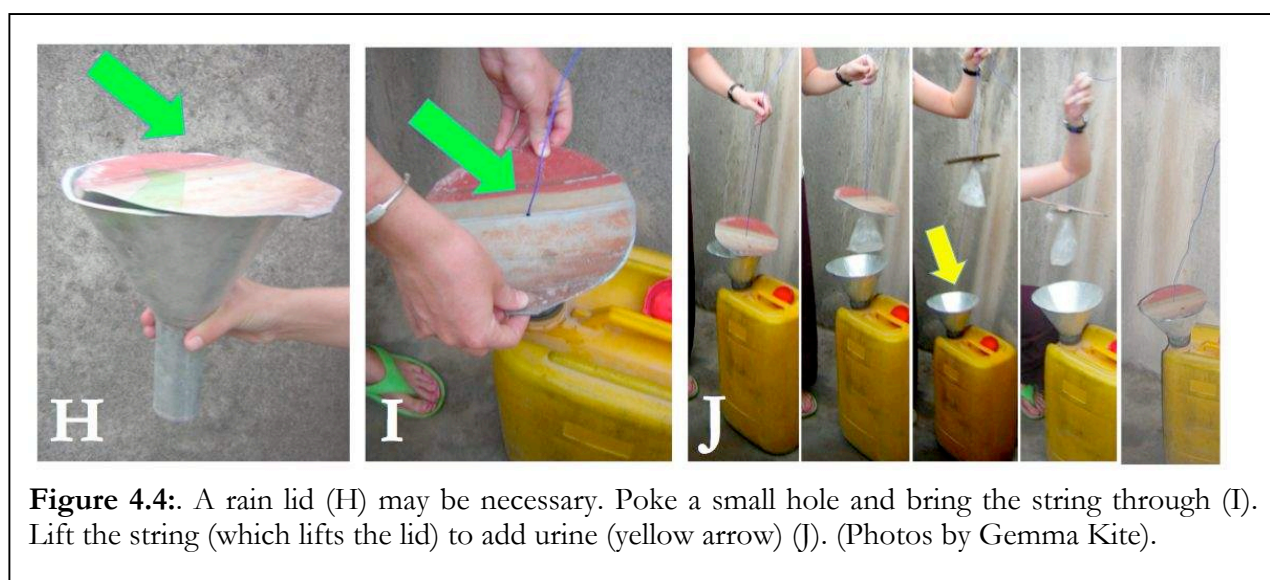 H
I
J
Figure 4.4:. A rain lid (H) may be necessary. Poke a small hole and bring the string through (I).
Lift the string (which lifts the lid) to add urine (yellow arrow) (J). (Photos by Gemma Kite).